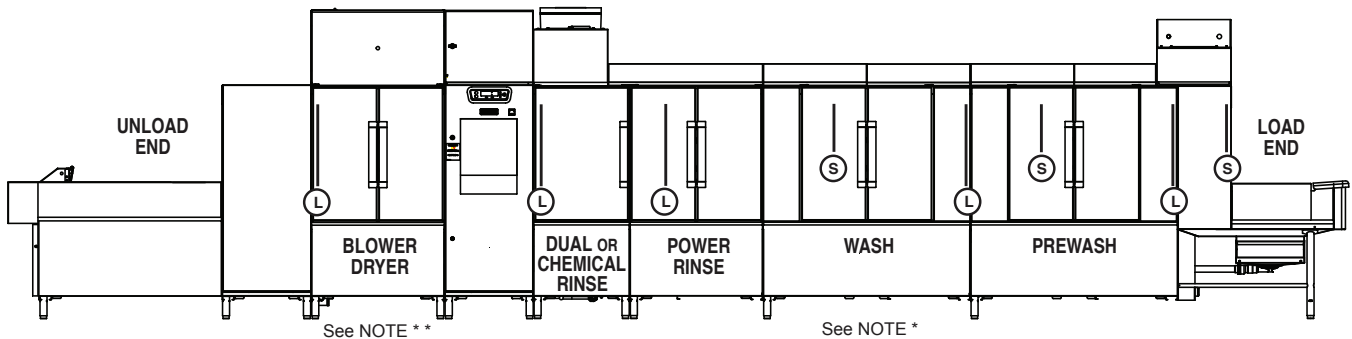 UNLOAD
END
LOAD
END
S
S
S
L
L
L
L
L
BLOWER
DRYER
DUAL OR
CHEMICAL
RINSE
POWER
RINSE
WASH
PREWASH
See NOTE * *
See NOTE *